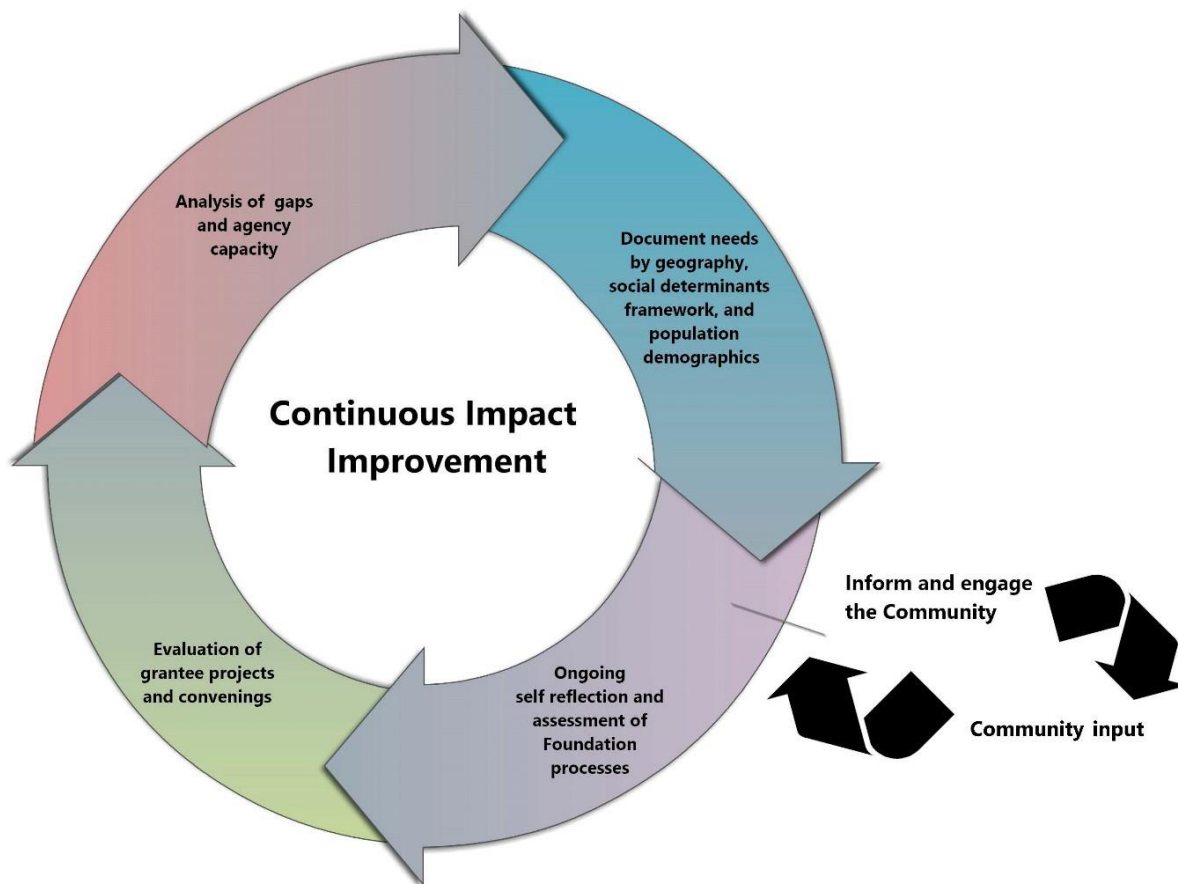 Analysis of gaps
and agency
capacity
Document needs
by geography,
social determinants
framework, and
population
demographics
Continuous Impact
Improvement
Inform and engage
the Community
Community input
Ongoing
self reflection and
assessment of
Foundation
processes
Evaluation of
grantee projects
and convenings